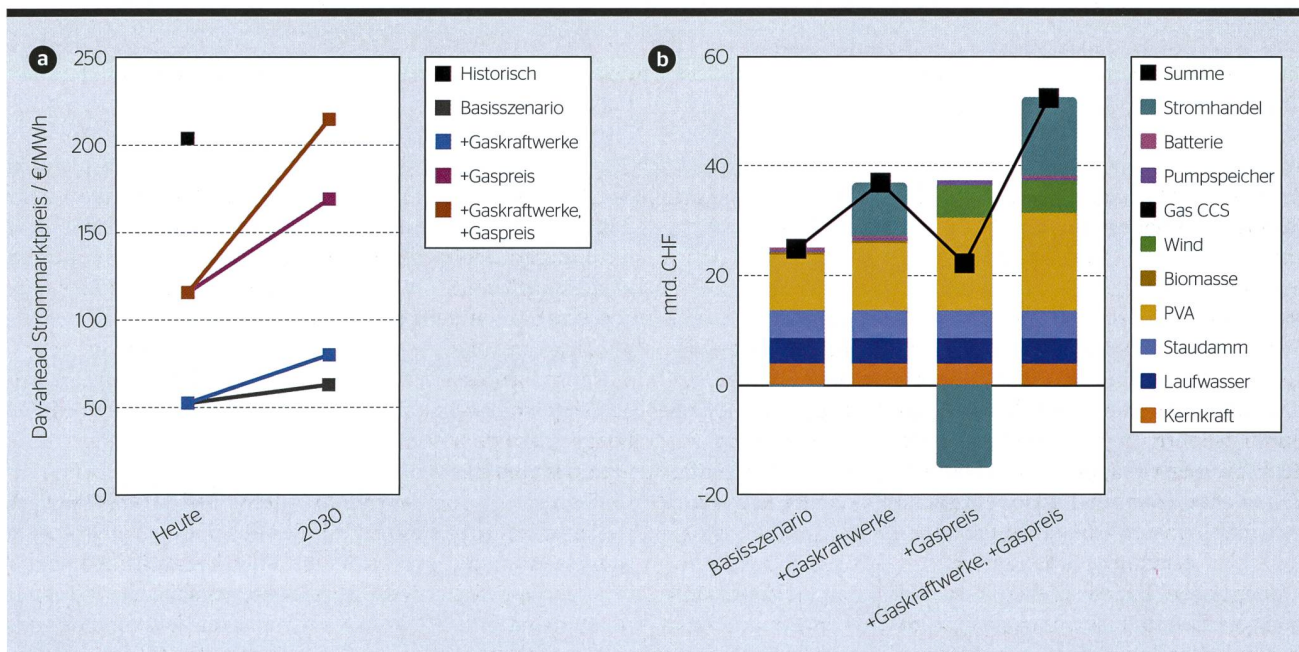 a
250
200
150
100
50
0
Day-ahead Strommarktpreis / €/MWh
Heute
2030
Historisch
Basisszenario
+Gaskraftwerke
+Gaspreis
+Gaskraftwerke,
+Gaspreis
b
60
40
20
0
-20
mrd. CHF
Basisszenario
+Gaskraftwerke
+Gaspreis
+Gaskraftwerke, +Gaspreis
Summe
Stromhandel
Batterie
Pumpspeicher
Gas CCS
Wind
Biomasse
PVA
Staudamm
Laufwasser
Kernkraft